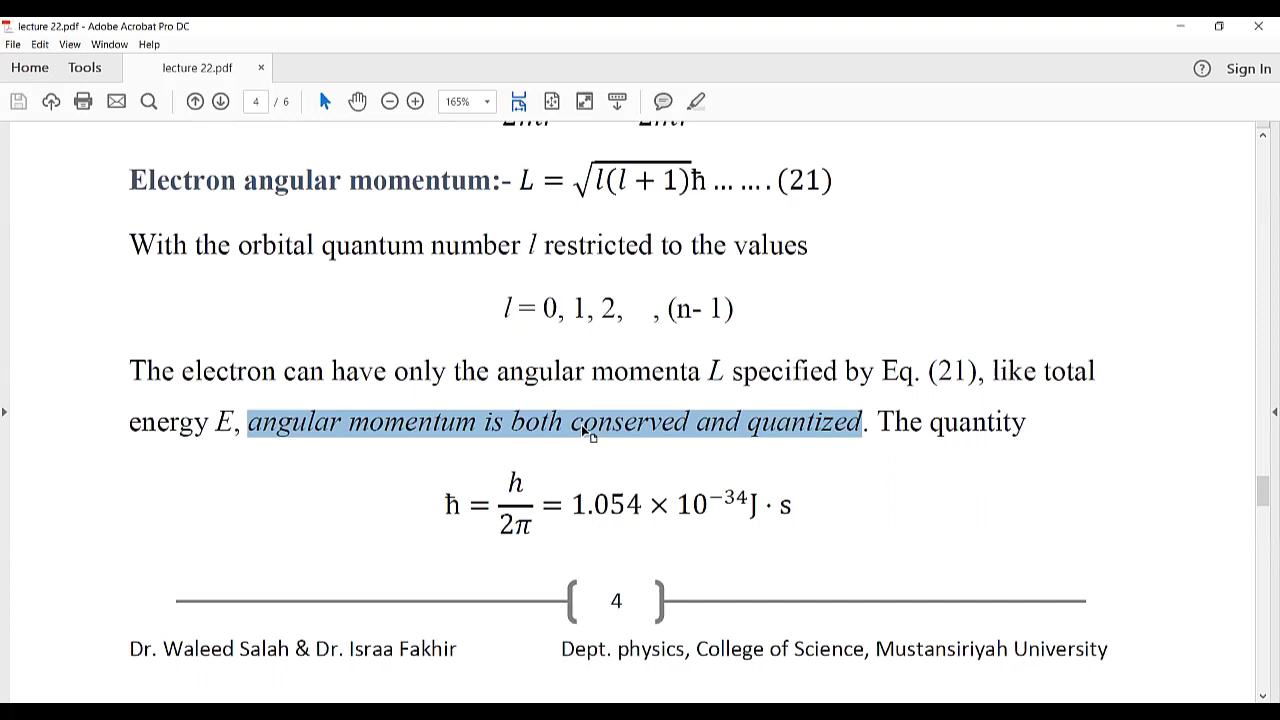 lecture 22.pdf - Adobe Acrobat Pro DC
File Edit View Window Help
Home Tools lecture 22.pdf × Sign In
4 / 6 165%
Electron angular momentum:- L = √l(l + 1)ħ ... ... . (21)
With the orbital quantum number l restricted to the values
l = 0, 1, 2, , (n- 1)
The electron can have only the angular momenta L specified by Eq. (21), like total
energy E, angular momentum is both conserved and quantized. The quantity
ħ = h/2π = 1.054 × 10⁻³⁴J · s
4
Dr. Waleed Salah & Dr. Israa Fakhir Dept. physics, College of Science, Mustansiriyah University